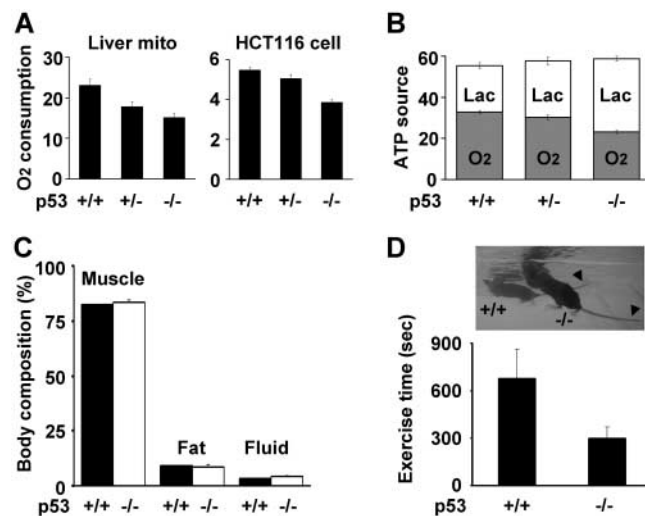 A
Liver mito
HCT116 cell
O2 consumption
30
20
10
0
6
4
2
0
p53 +/+ +/- -/- +/+ +/- -/-
B
ATP source
60
40
20
0
Lac Lac Lac
O2 O2 O2
p53 +/+ +/- -/-
C
Body composition (%)
100
75
50
25
0
Muscle
Fat Fluid
p53 +/+ -/- +/+ -/- +/+ -/-
D
+/+
-/-
Exercise time (sec)
900
600
300
0
p53 +/+ -/-